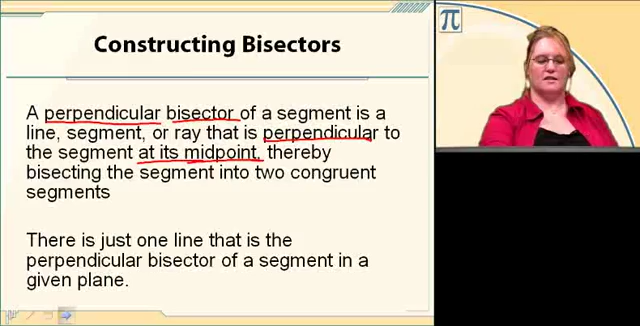 Constructing Bisectors
A perpendicular bisector of a segment is a
line, segment, or ray that is perpendicular to
the segment at its midpoint, thereby
bisecting the segment into two congruent
segments
There is just one line that is the
perpendicular bisector of a segment in a
given plane.
π